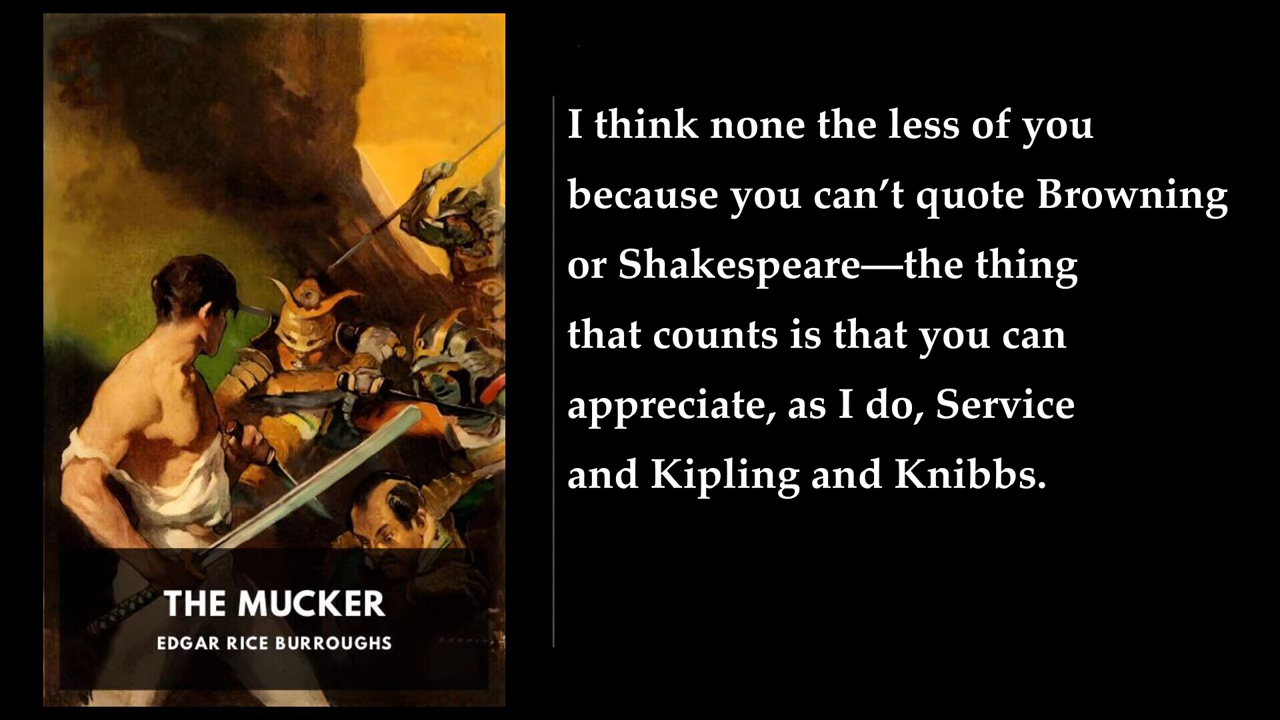 THE MUCKER
EDGAR RICE BURROUGHS
I think none the less of you
because you can’t quote Browning
or Shakespeare—the thing
that counts is that you can
appreciate, as I do, Service
and Kipling and Knibbs.